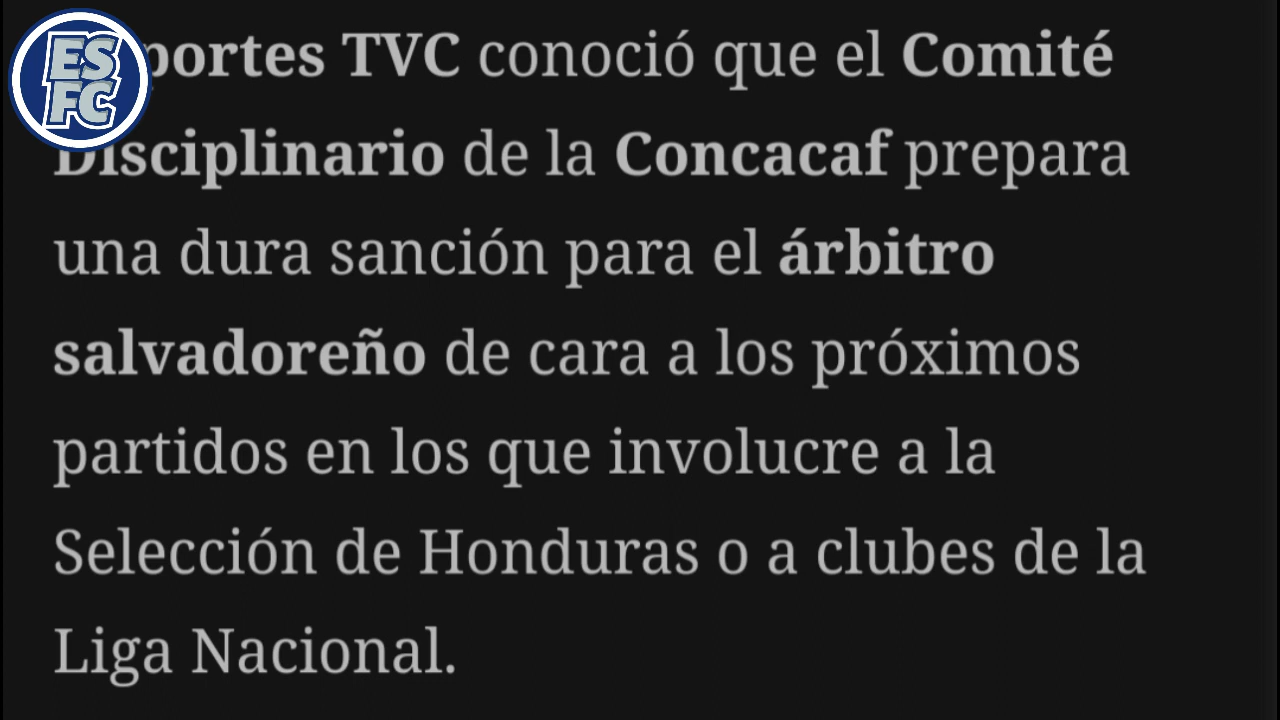 ES
FC
portes TVC conoció que el Comité
Disciplinario de la Concacaf prepara
una dura sanción para el árbitro
salvadoreño de cara a los próximos
partidos en los que involucre a la
Selección de Honduras o a clubes de la
Liga Nacional.